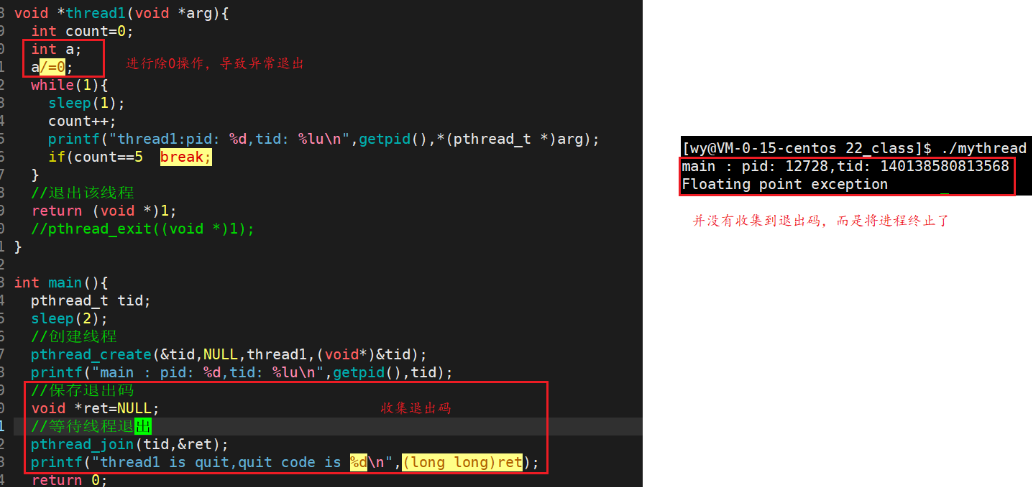 void *thread1(void *arg){
int count=0;
int a;
a/=0;
进行除0操作，导致异常退出
while(1){
sleep(1);
count++;
printf("thread1:pid: %d,tid: %lu\n",getpid(),*(pthread_t *)arg);
if(count==5  break;
}
//退出该线程
return (void *)1;
//pthread_exit((void *)1);
}
int main(){
pthread_t tid;
sleep(2);
//创建线程
pthread_create(&tid,NULL,thread1,(void*)&tid);
printf("main : pid: %d,tid: %lu\n",getpid(),tid);
//保存退出码
void *ret=NULL;
收集退出码
//等待线程退出
pthread_join(tid,&ret);
printf("thread1 is quit,quit code is %d\n",(long long)ret);
return 0;
[wy@VM-0-15-centos 22_class]$ ./mythread
main : pid: 12728,tid: 140138580813568
Floating point exception
并没有收集到退出码，而是将进程终止了